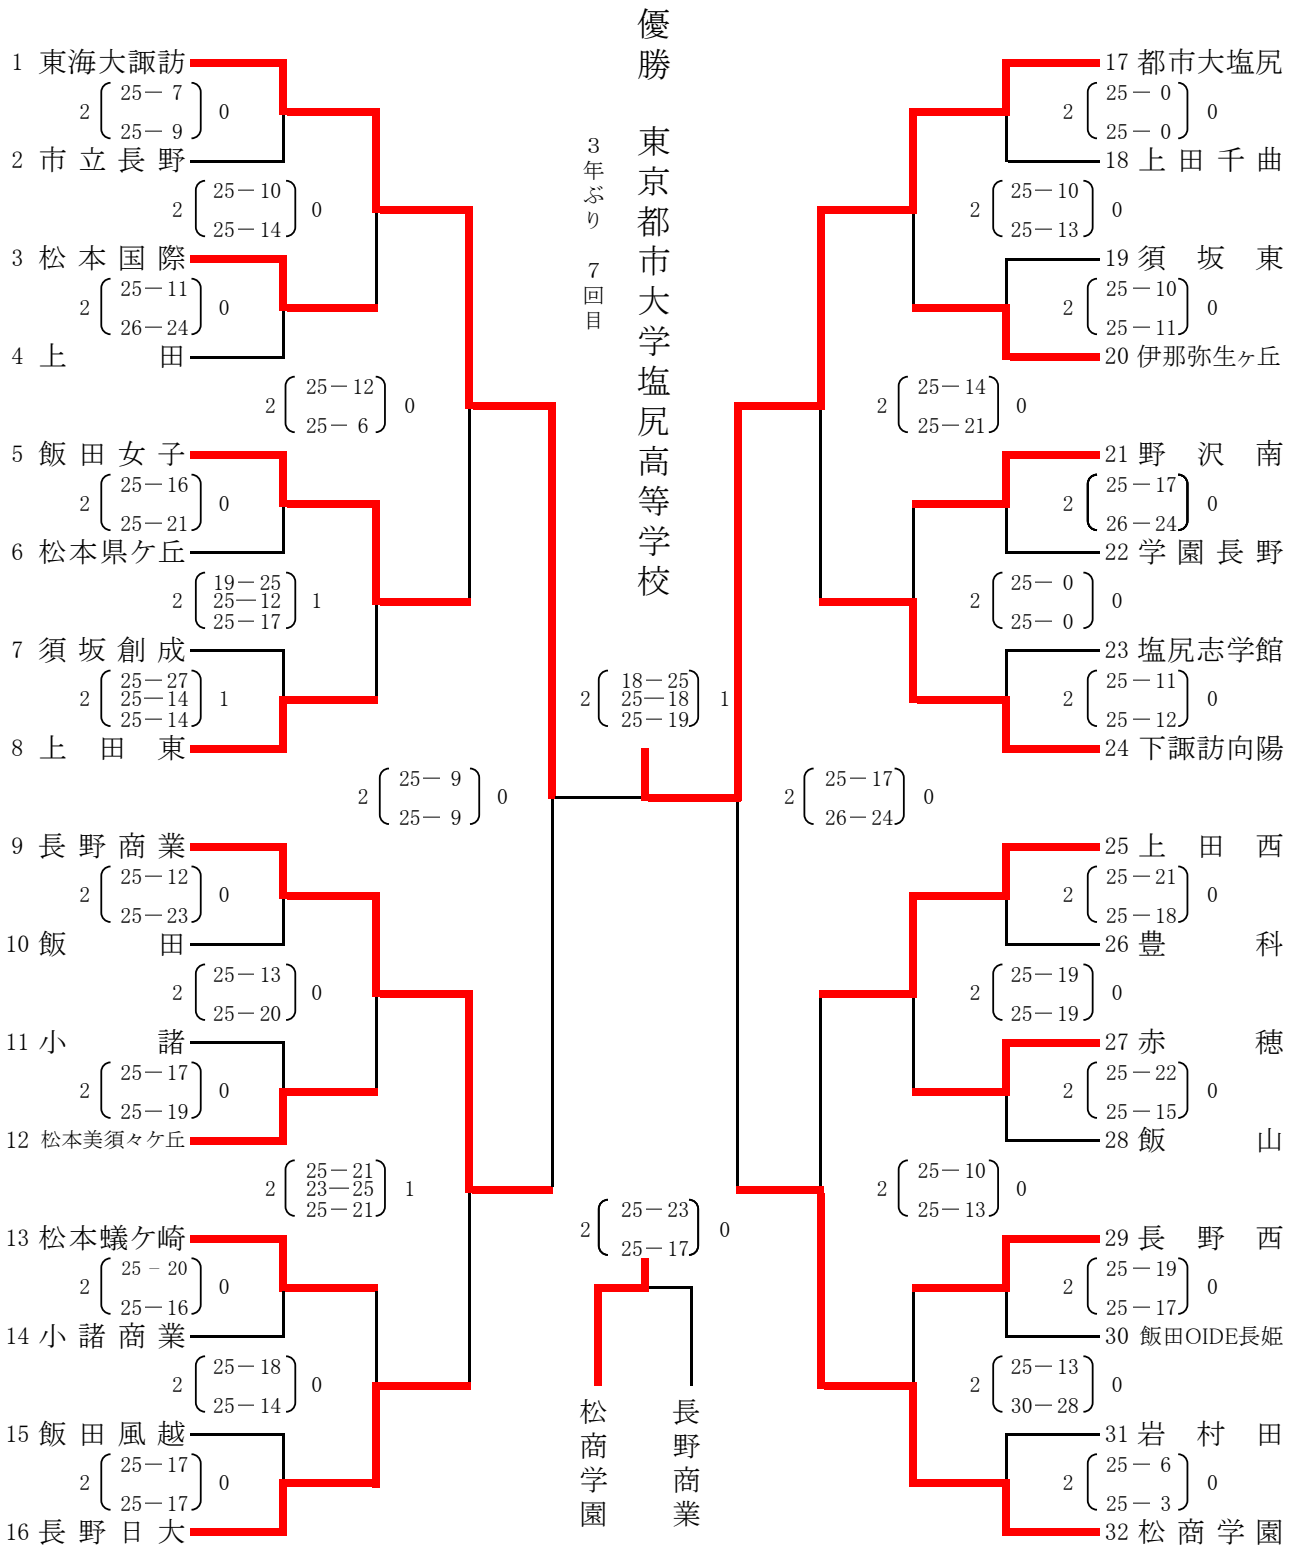 優勝 東京都市大学塩尻高等学校
3年ぶり 7回目
1 東海大諏訪
2 25－ 7 0
25－ 9
2 市立長野
2 25－10 0
25－14
3 松本国際
2 25－11 0
26－24
4 上田
2 25－12 0
25－ 6
5 飯田女子
2 25－16 0
25－21
6 松本県ケ丘
2 19－25 1
25－12
25－17
7 須坂創成
2 25－27 1
25－14
25－14
8 上田東
2 25－ 9 0
25－ 9
9 長野商業
2 25－12 0
25－23
10 飯田
2 25－13 0
25－20
11 小諸
2 25－17 0
25－19
12 松本美須々ケ丘
2 25－21 1
23－25
25－21
13 松本蟻ケ崎
2 25－20 0
25－16
14 小諸商業
2 25－18 0
25－14
15 飯田風越
2 25－17 0
25－17
16 長野日大
2 18－25 1
25－18
25－19
2 25－23 0
25－17
松商学園
長野商業
17 都市大塩尻
2 25－ 0 0
25－ 0
18 上田千曲
2 25－10 0
25－13
19 須坂東
2 25－10 0
25－11
20 伊那弥生ヶ丘
2 25－14 0
25－21
21 野沢南
2 25－17 0
26－24
22 学園長野
2 25－ 0 0
25－ 0
23 塩尻志学館
2 25－11 0
25－12
24 下諏訪向陽
2 25－17 0
26－24
25 上田西
2 25－21 0
25－18
26 豊科
2 25－19 0
25－19
27 赤穂
2 25－22 0
25－15
28 飯山
2 25－10 0
25－13
29 長野西
2 25－19 0
25－17
30 飯田OIDE長姫
2 25－13 0
30－28
31 岩村田
2 25－ 6 0
25－ 3
32 松商学園